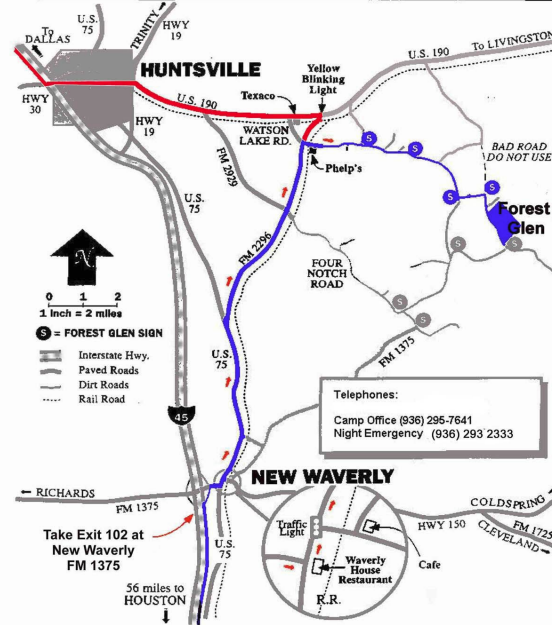 To
DALLAS
U.S.
75
TRINITY
HWY
19
HUNTSVILLE
HWY
30
HWY
19
U.S. 190
Texaco
Yellow
Blinking
Light
U.S. 190
To LIVINGSTON
WATSON
LAKE RD.
Phelp's
FM 2929
U.S.
75
BAD ROAD
DO NOT USE
S
S
S
S
S
S
S
Forest
Glen
FM 2296
FOUR
NOTCH
ROAD
FM 1375
N
0 1 2
1 Inch = 2 miles
S = FOREST GLEN SIGN
Interstate Hwy.
Paved Roads
Dirt Roads
Rail Road
U.S.
75
45
Telephones:
Camp Office (936) 295-7641
Night Emergency (936) 293 2333
NEW WAVERLY
RICHARDS
FM 1375
Take Exit 102 at
New Waverly
FM 1375
U.S.
75
Traffic
Light
Waverly
House
Restaurant
R.R.
Cafe
HWY 150
COLDSPRING
FM 1725
CLEVELAND
56 miles to
HOUSTON